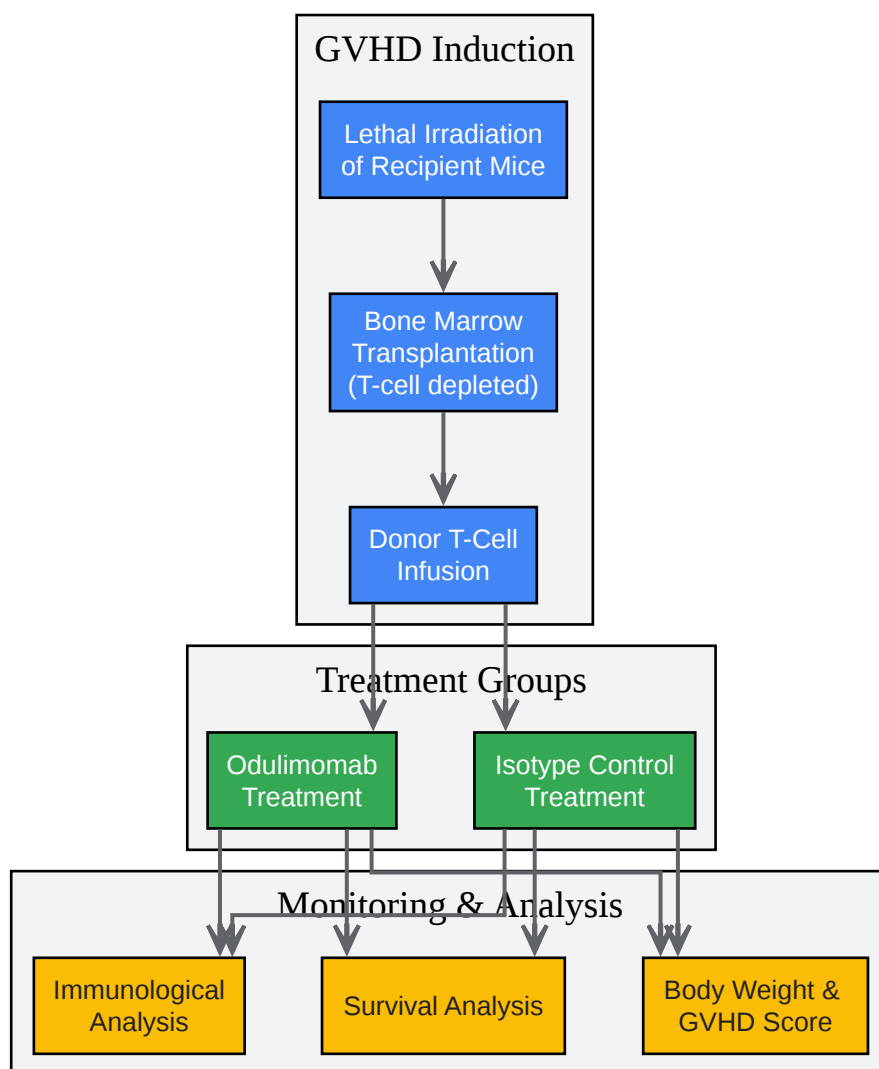 GVHD Induction
Lethal Irradiation
of Recipient Mice
Bone Marrow
Transplantation
(T-cell depleted)
Donor T-Cell
Infusion
Treatment Groups
Odulimomab
Treatment
Isotype Control
Treatment
Monitoring & Analysis
Immunological
Analysis
Survival Analysis
Body Weight &
GVHD Score